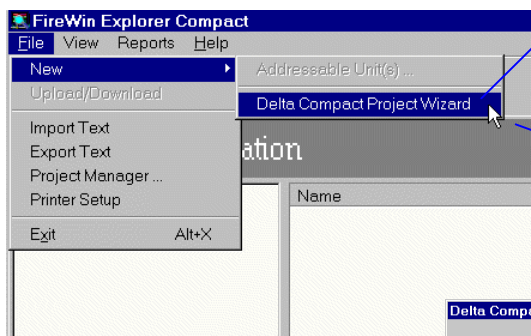 FireWin Explorer Compact
File View Reports Help
New
Addressable Unit(s) ...
Upload/Download
Delta Compact Project Wizard
Import Text
Export Text
ation
Project Manager ...
Printer Setup
Name
Exit Alt+X
Delta Compa